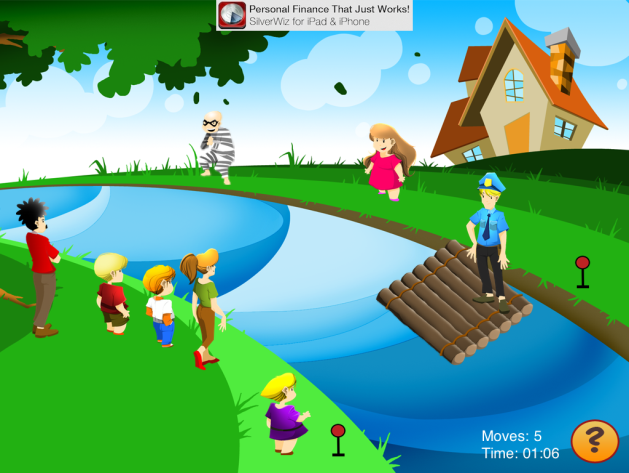 Personal Finance That Just Works!
SilverWiz for iPad & iPhone
Moves: 5
Time: 01:06
?